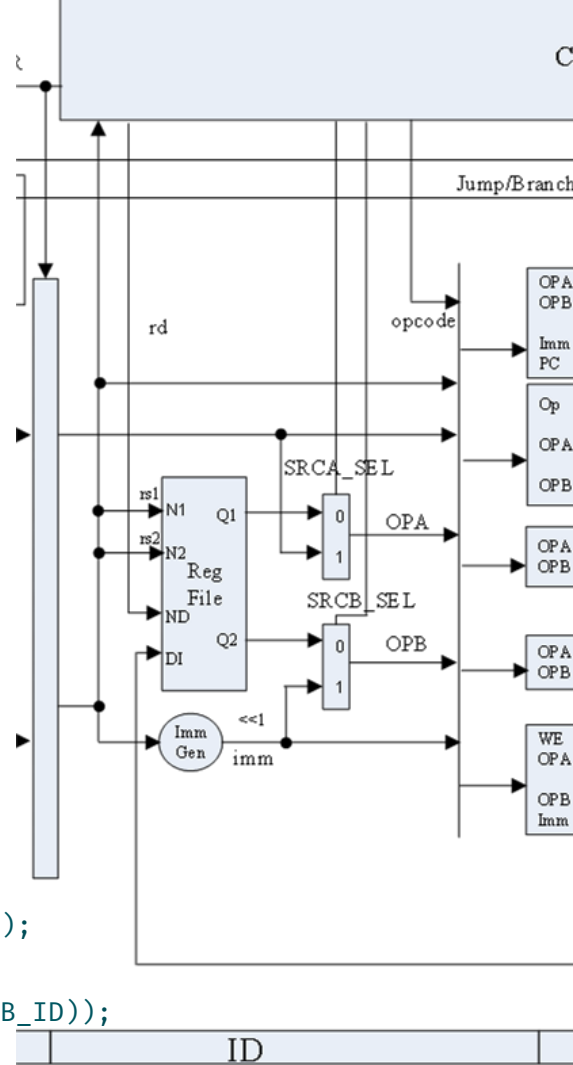 C
Jump/Branch
opcode
rd
OPA
OPB
Imm
PC
Op
OPA
OPB
SRCA_SEL
rs1
N1
Q1
0
OPA
rs2
N2
1
Reg
File
OPA
OPB
SRCB_SEL
ND
Q2
0
OPB
DI
1
OPA
OPB
<<1
Imm
Gen
imm
WE
OPA
OPB
Imm
);
B_ID));
ID